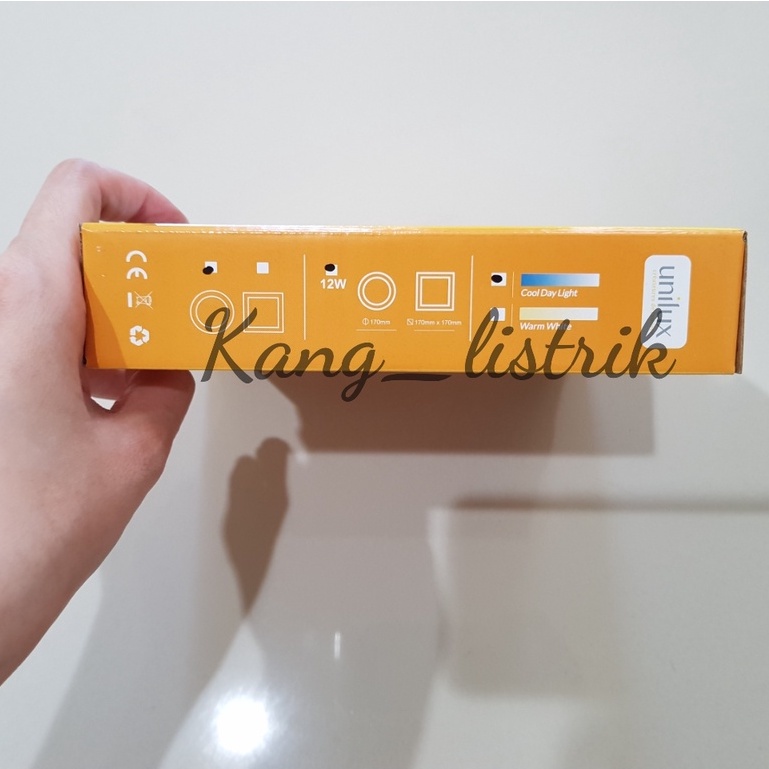 CE
12W
170mm
170mm x 170mm
Cool Day Light
Warm White
unilux
Kang_listrik